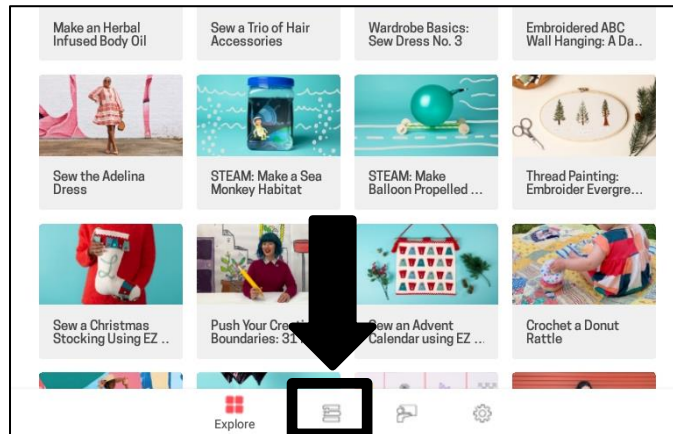 Make an Herbal
Infused Body Oil
Sew a Trio of Hair
Accessories
Wardrobe Basics:
Sew Dress No. 3
Embroidered ABC
Wall Hanging: A Da..
Sew the Adelina
Dress
STEAM: Make a Sea
Monkey Habitat
STEAM: Make
Balloon Propelled ...
Thread Painting:
Embroider Evergre...
Sew a Christmas
Stocking Using EZ ..
Push Your
Boundaries: 31
Sew an Advent
Calendar using EZ ...
Crochet a Donut
Rattle
Explore